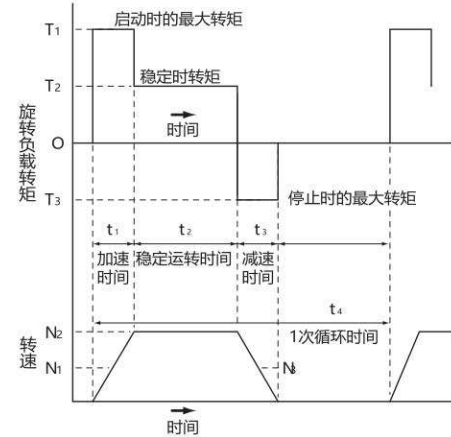 T₁
启动时的最大转矩
T₂
稳定时转矩
时间
旋转负载转矩
O
T₃
停止时的最大转矩
t₁
t₂
t₃
加速时间
稳定运转时间
减速时间
t₄
1次循环时间
转速
N₂
N₁
N₃
时间